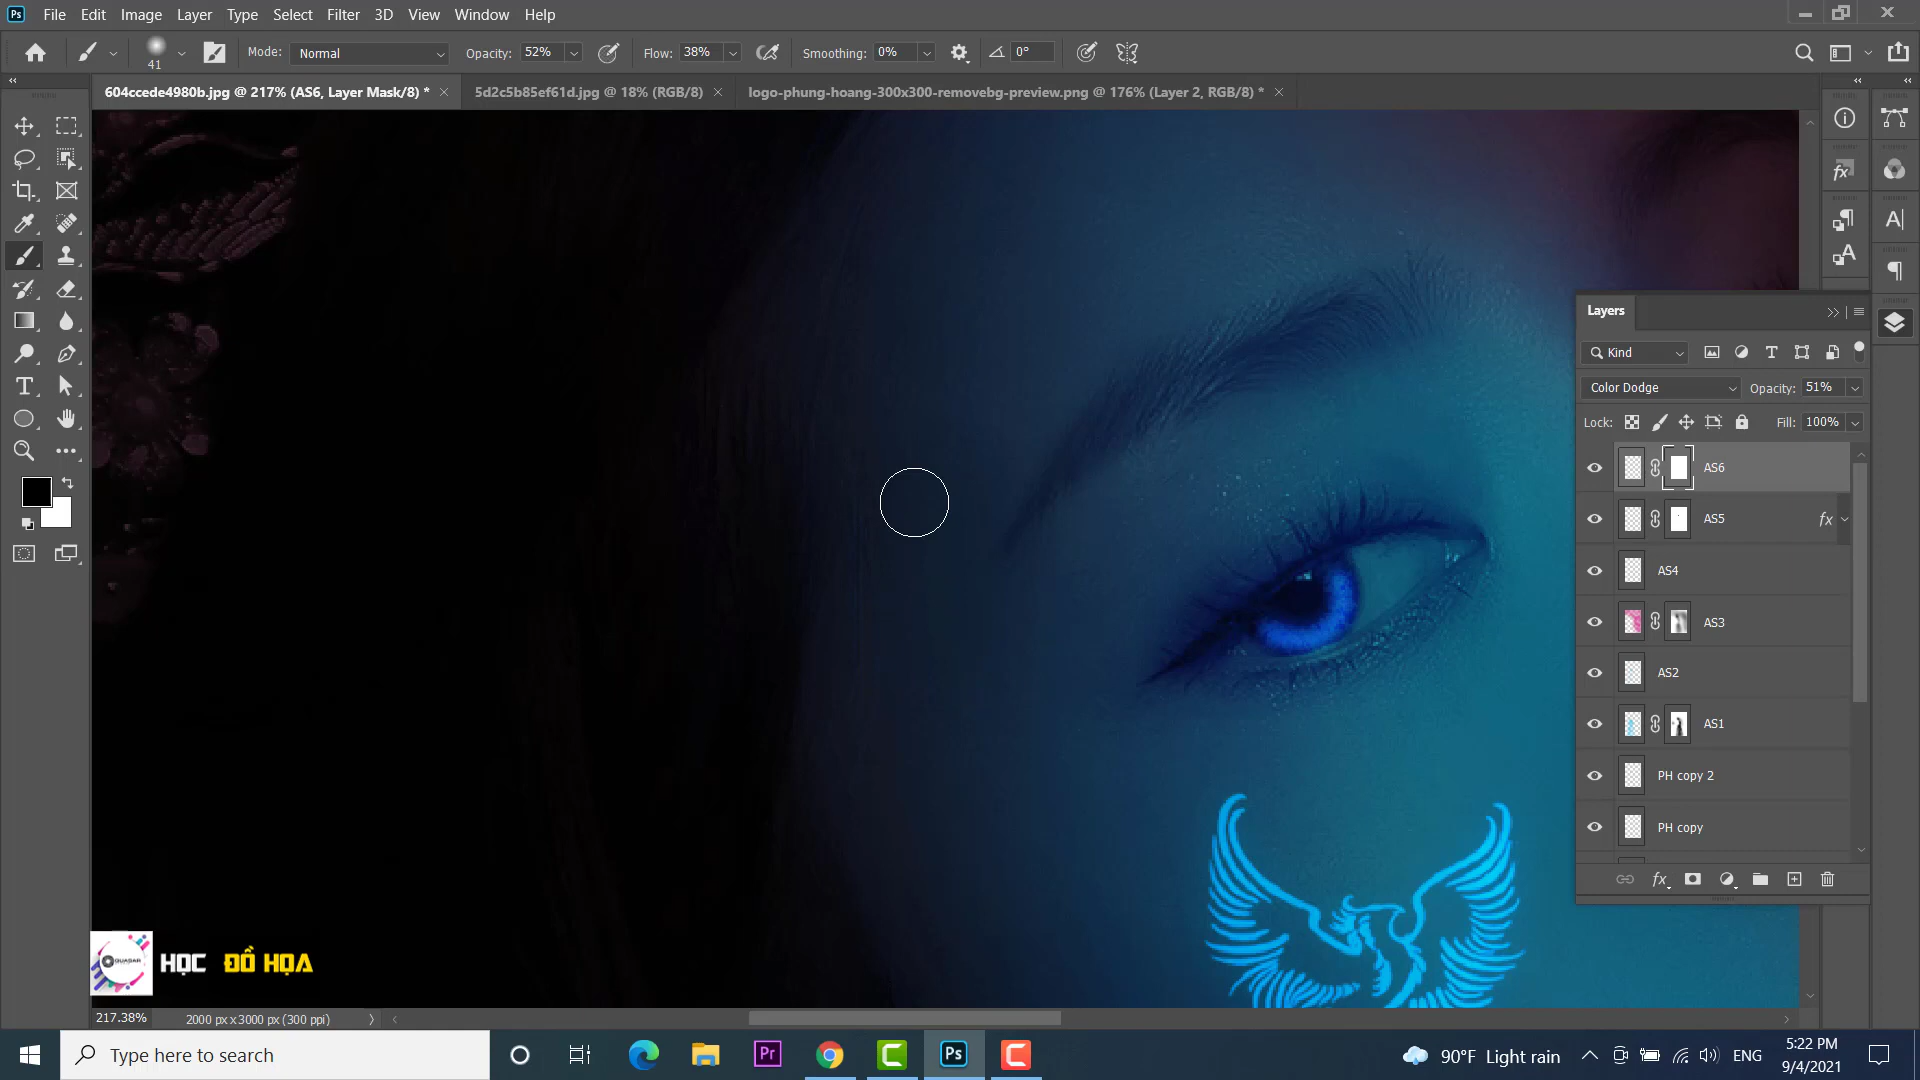 Ps File Edit Image Layer Type Select Filter 3D View Window Help
41 Mode: Normal Opacity: 52% Flow: 38% Smoothing: 0% 0°
604ccede4980b.jpg @ 217% (AS6, Layer Mask/8) * 5d2c5b85ef61d.jpg @ 18% (RGB/8) logo-phung-hoang-300x300-removebg-preview.png @ 176% (Layer 2, RGB/8) *
Layers
Kind
Color Dodge Opacity: 51%
Lock: Fill: 100%
AS6
AS5 fx
AS4
AS3
AS2
AS1
PH copy 2
PH copy
fx
QUASAR HỌC ĐỒ HỌA
217.38% 2000 px x 3000 px (300 ppi)
Type here to search
Pr
Ps
90°F Light rain
ENG
5:22 PM
9/4/2021